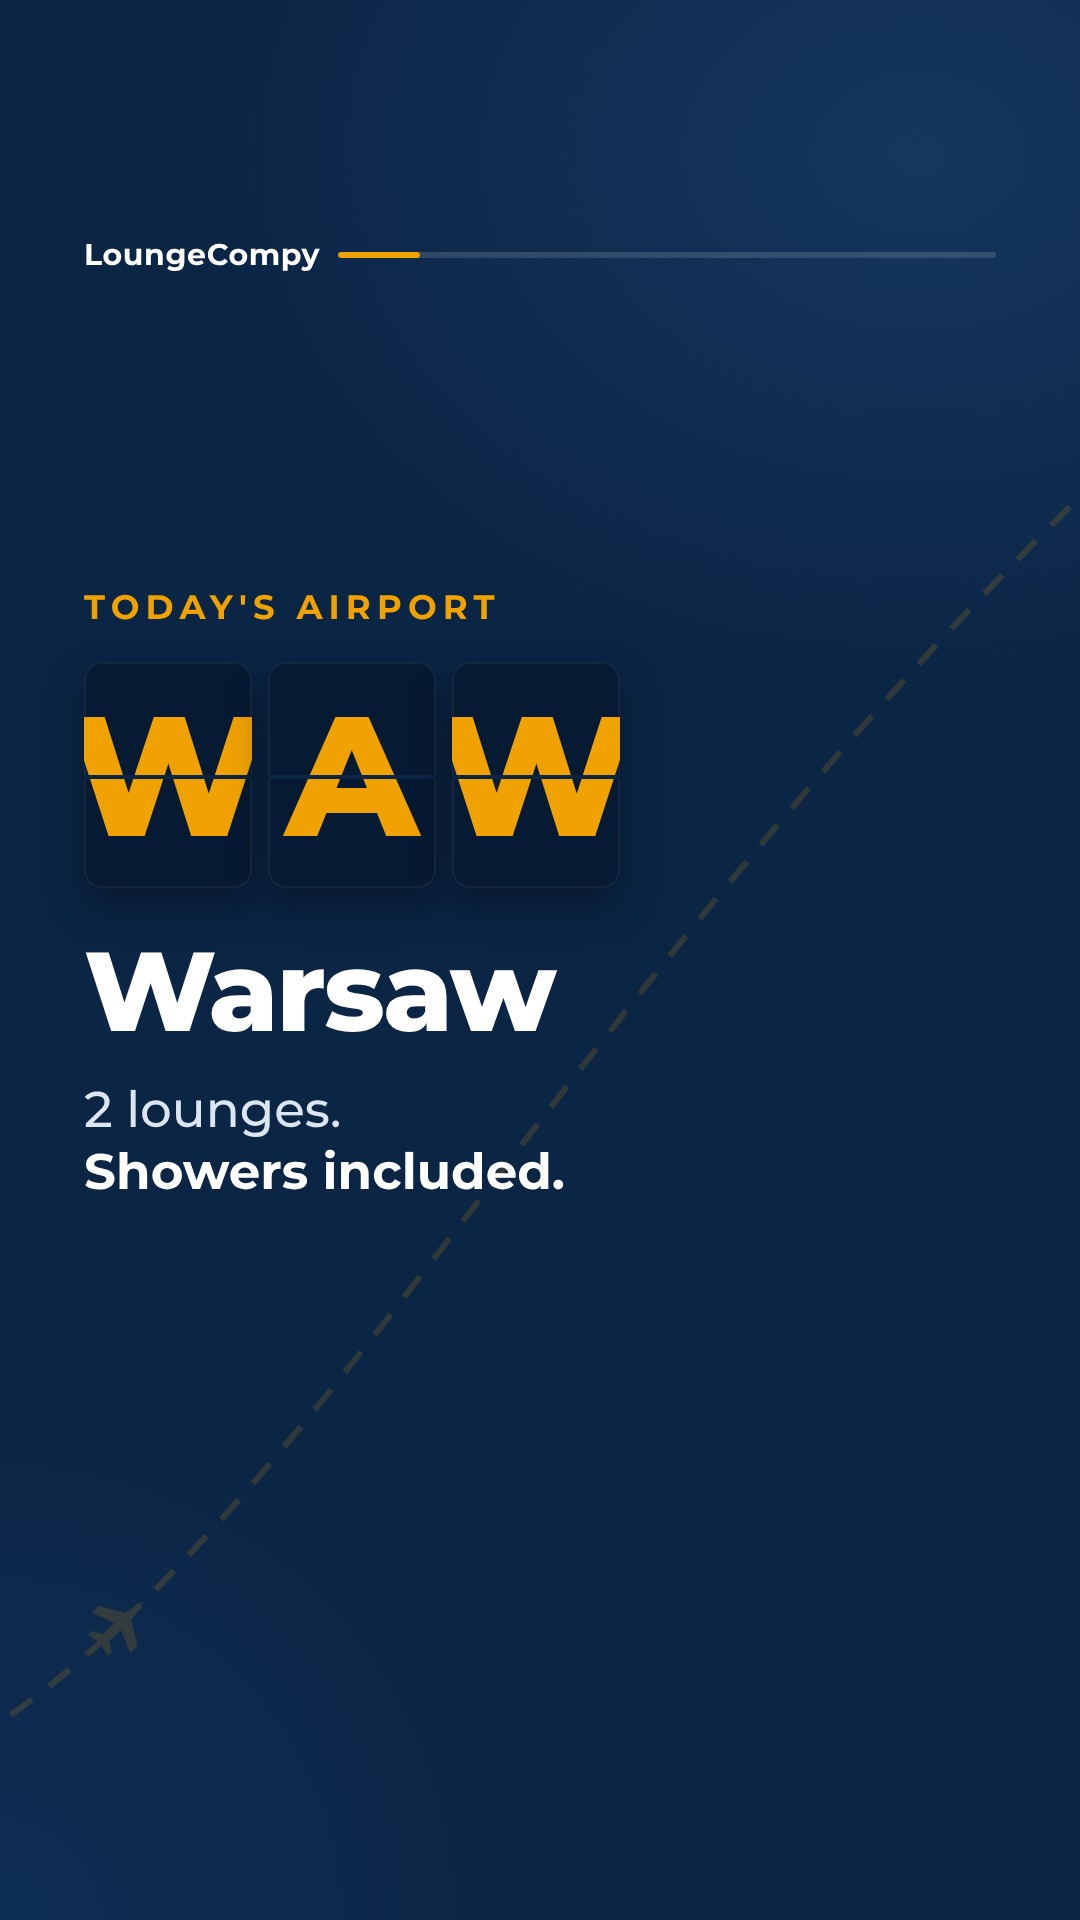 LoungeCompy
TODAY'S AIRPORT
WAW
Warsaw
2 lounges.
Showers included.